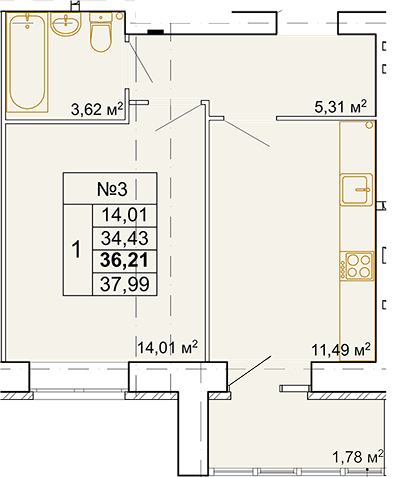 3,62 м²
5,31 м²
№3
1
14,01
34,43
36,21
37,99
14,01 м²
11,49 м²
1,78 м²